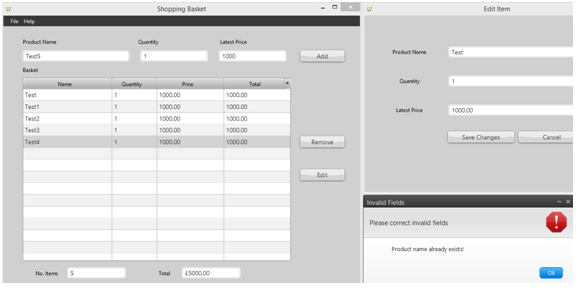 Shopping Basket
File Help
Product Name Quantity Latest Price
Test5 1 1000 Add
Basket
Name Quantity Price Total +
Test 1 1000.00 1000.00
Test1 1 1000.00 1000.00
Test2 1 1000.00 1000.00
Test3 1 1000.00 1000.00
Test4 1 1000.00 1000.00
Remove
Edit
No. Items 5 Total £5000.00
Edit Item
Product Name Test
Quantity 1
Latest Price 1000.00
Save Changes Cancel
Invalid Fields
Please correct invalid fields
Product name already exists!
Ok